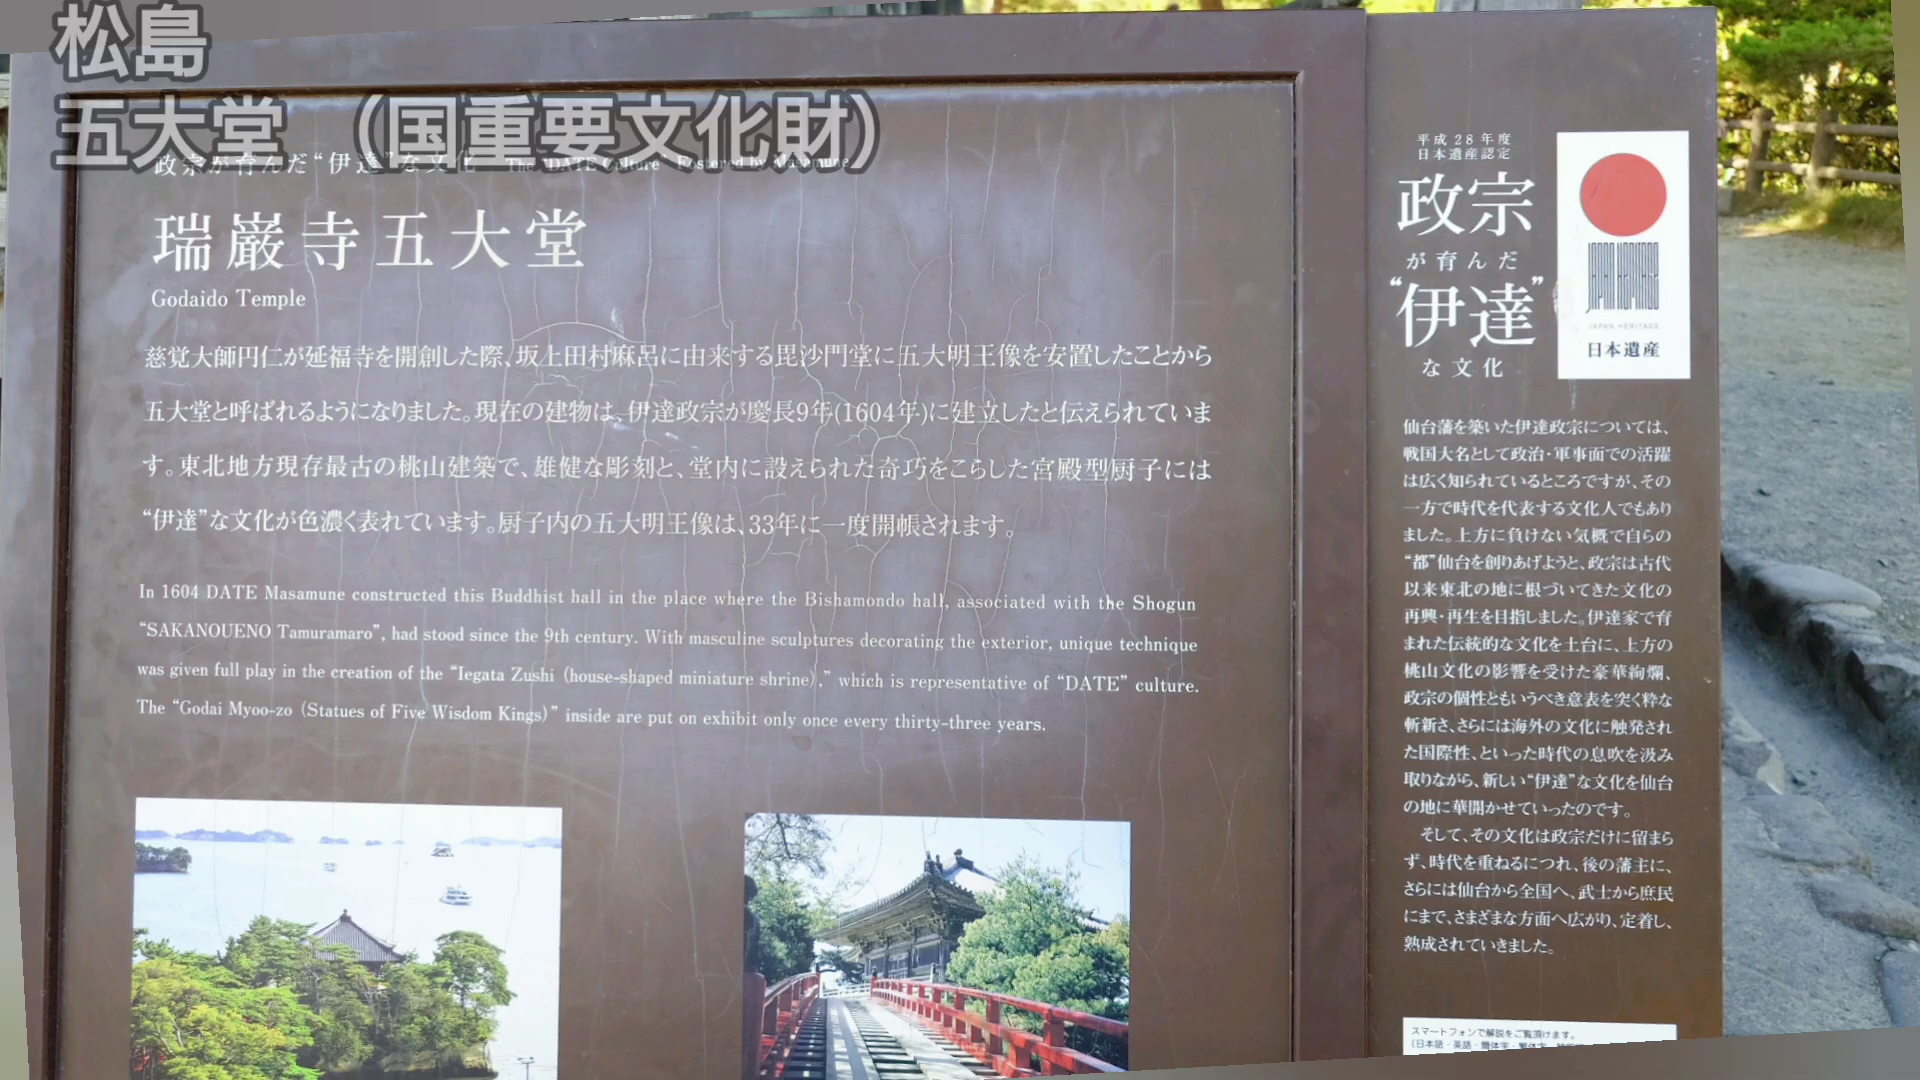 松島
五大堂 （国重要文化財）
政宗が育んだ“伊達”な文化 The “DATE Culture” Fostered by Masamune
瑞巌寺五大堂
Godaido Temple
慈覚大師円仁が延福寺を開創した際、坂上田村麻呂に由来する毘沙門堂に五大明王像を安置したことから
五大堂と呼ばれるようになりました。現在の建物は、伊達政宗が慶長9年(1604年)に建立したと伝えられていま
す。東北地方現存最古の桃山建築で、雄健な彫刻と、堂内に設えられた奇巧をこらした宮殿型厨子には
“伊達”な文化が色濃く表れています。厨子内の五大明王像は、33年に一度開帳されます。
In 1604 DATE Masamune constructed this Buddhist hall in the place where the Bishamondo hall, associated with the Shogun
“SAKANOUENO Tamuramaro”, had stood since the 9th century. With masculine sculptures decorating the exterior, unique technique
was given full play in the creation of the “Iegata Zushi (house-shaped miniature shrine),” which is representative of “DATE” culture.
The “Godai Myoo-zo (Statues of Five Wisdom Kings)” inside are put on exhibit only once every thirty-three years.
平成28年度
日本遺産認定
政宗
が育んだ
“伊達”
な文化
JAPAN HERITAGE
日本遺産
仙台藩を築いた伊達政宗については、
戦国大名として政治・軍事面での活躍
は広く知られているところですが、その
一方で時代を代表する文化人でもあり
ました。上方に負けない気概で自らの
“都”仙台を創りあげようと、政宗は古代
以来東北の地に根づいてきた文化の
再興・再生を目指しました。伊達家で育
まれた伝統的な文化を土台に、上方の
桃山文化の影響を受けた豪華絢爛、
政宗の個性ともいうべき意表を突く粋な
斬新さ、さらには海外の文化に触発され
た国際性、といった時代の息吹を汲み
取りながら、新しい“伊達”な文化を仙台
の地に華開かせていったのです。
そして、その文化は政宗だけに留まら
ず、時代を重ねるにつれ、後の藩主に、
さらには仙台から全国へ、武士から庶民
にまで、さまざまな方面へ広がり、定着し、
熟成されていきました。
スマートフォンで解説をご覧頂けます。
(日本語・英語・簡体字・繁体字